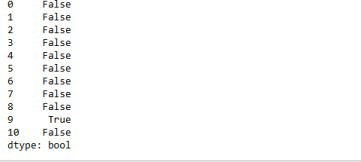 0 False
1 False
2 False
3 False
4 False
5 False
6 False
7 False
8 False
9 True
10 False
dtype: bool